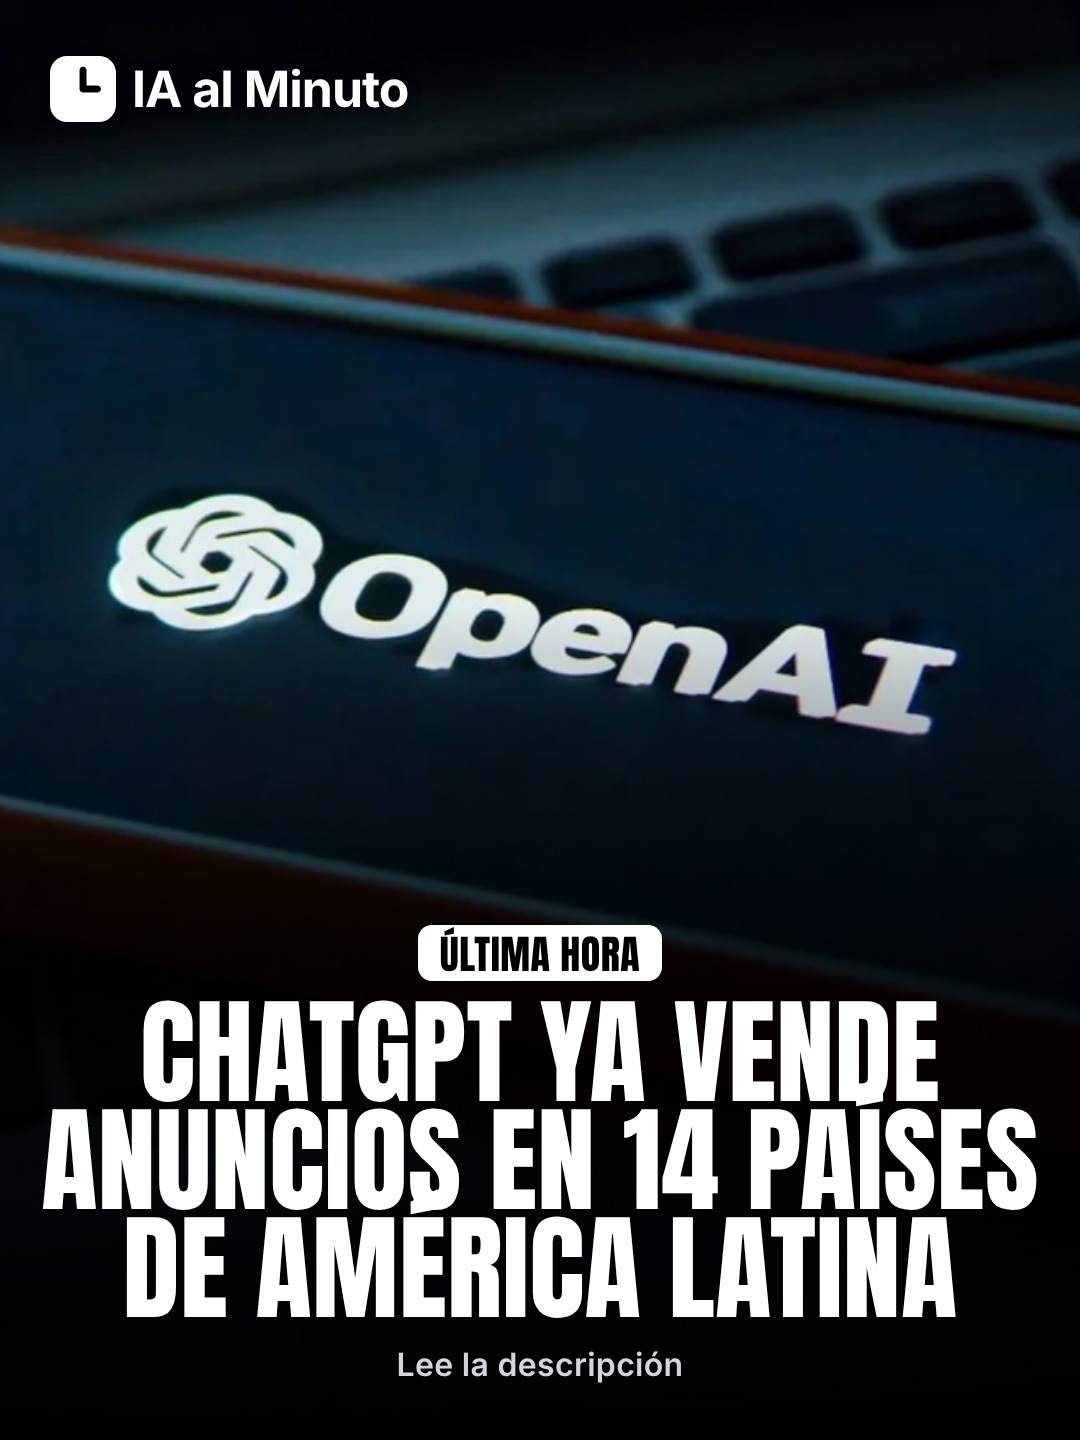 IA al Minuto
OpenAI
ÚLTIMA HORA
CHATGPT YA VENDE
ANUNCIOS EN 14 PAÍSES
DE AMÉRICA LATINA
Lee la descripción